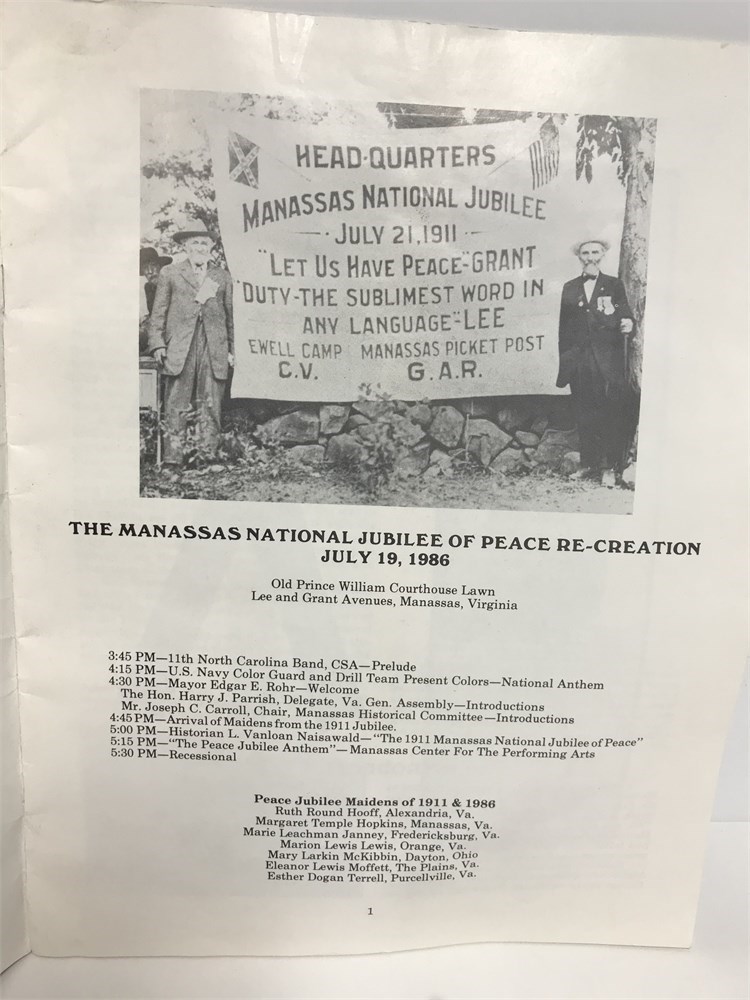 HEAD-QUARTERS
MANASSAS NATIONAL JUBILEE
— · JULY 21, 1911 · —
"LET US HAVE PEACE"-GRANT
"DUTY-THE SUBLIMEST WORD IN
ANY LANGUAGE"-LEE
EWELL CAMP MANASSAS PICKET POST
C.V. G.A.R.
THE MANASSAS NATIONAL JUBILEE OF PEACE RE-CREATION
JULY 19, 1986
Old Prince William Courthouse Lawn
Lee and Grant Avenues, Manassas, Virginia
3:45 PM—11th North Carolina Band, CSA—Prelude
4:15 PM—U.S. Navy Color Guard and Drill Team Present Colors—National Anthem
4:30 PM—Mayor Edgar E. Rohr—Welcome
The Hon. Harry J. Parrish, Delegate, Va. Gen. Assembly—Introductions
Mr. Joseph C. Carroll, Chair, Manassas Historical Committee—Introductions
4:45 PM—Arrival of Maidens from the 1911 Jubilee.
5:00 PM—Historian L. Vanloan Naisawald—"The 1911 Manassas National Jubilee of Peace"
5:15 PM—"The Peace Jubilee Anthem"—Manassas Center For The Performing Arts
5:30 PM—Recessional
Peace Jubilee Maidens of 1911 & 1986
Ruth Round Hooff, Alexandria, Va.
Margaret Temple Hopkins, Manassas, Va.
Marie Leachman Janney, Fredericksburg, Va.
Marion Lewis Lewis, Orange, Va.
Mary Larkin McKibbin, Dayton, Ohio
Eleanor Lewis Moffett, The Plains, Va.
Esther Dogan Terrell, Purcellville, Va.
1